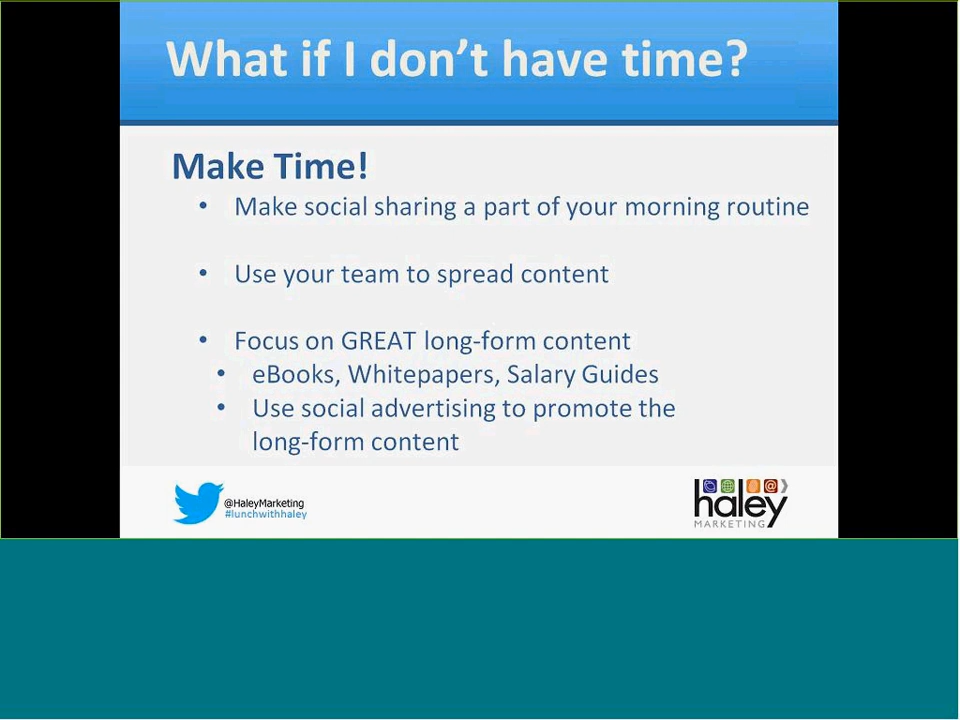 What if I don't have time?
Make Time!
• Make social sharing a part of your morning routine
• Use your team to spread content
• Focus on GREAT long-form content
• eBooks, Whitepapers, Salary Guides
• Use social advertising to promote the
long-form content
@HaleyMarketing
#lunchwithhaley
haley
MARKETING